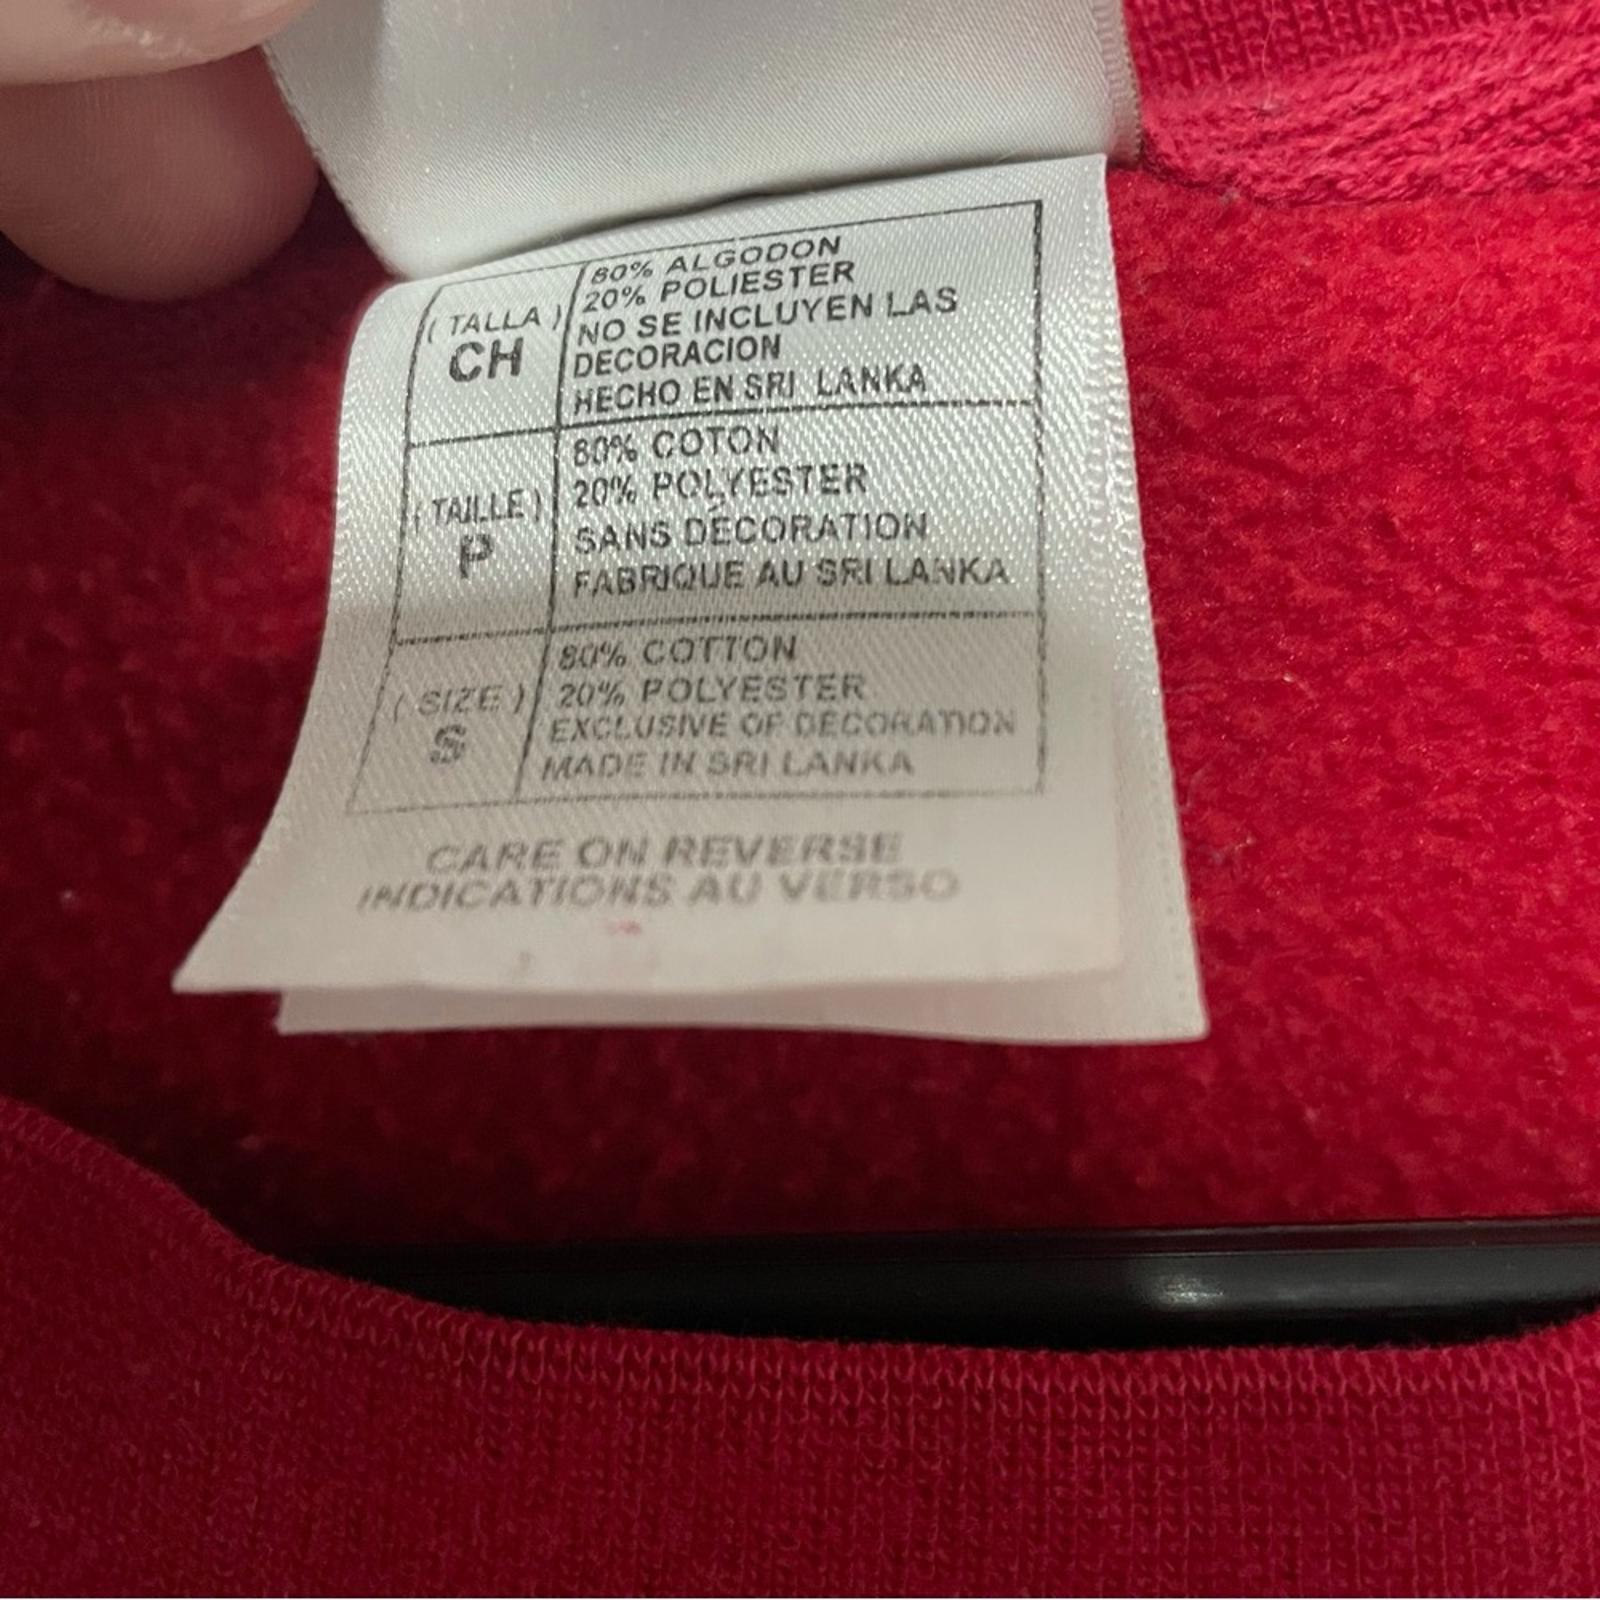 ( TALLA )
CH
80% ALGODON
20% POLIESTER
NO SE INCLUYEN LAS
DECORACION
HECHO EN SRI LANKA
( TAILLE )
P
80% COTON
20% POLYESTER
SANS DECORATION
FABRIQUE AU SRI LANKA
( SIZE )
S
80% COTTON
20% POLYESTER
EXCLUSIVE OF DECORATION
MADE IN SRI LANKA
CARE ON REVERSE
INDICATIONS AU VERSO